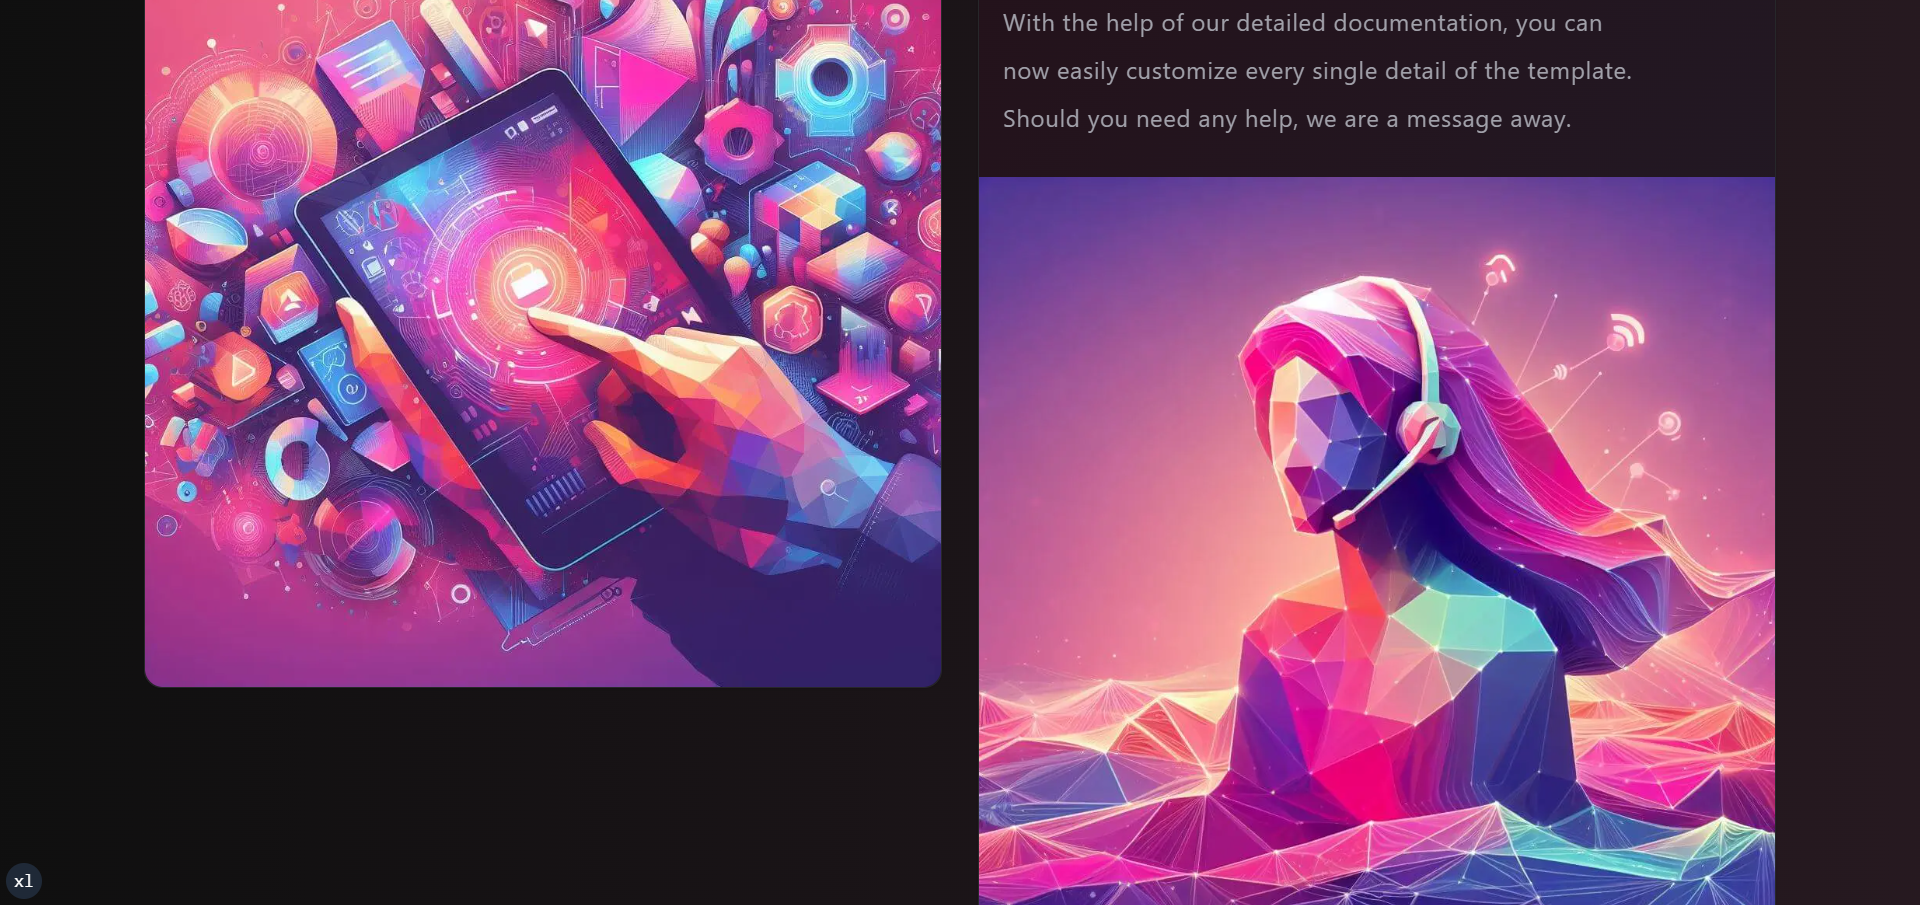 With the help of our detailed documentation, you can
now easily customize every single detail of the template.
Should you need any help, we are a message away.
xl